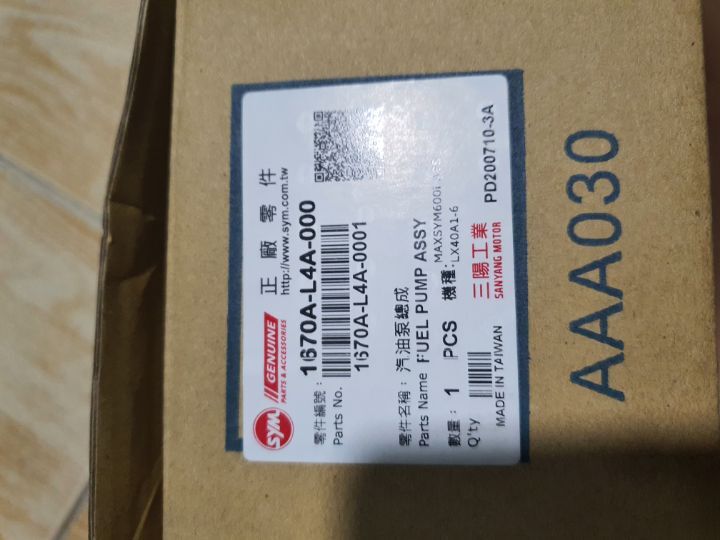 SYM
GENUINE
PARTS & ACCESSORIES
正廠零件
http://www.sym.com.tw
零件編號:
Parts No.
1670A-L4A-000
1670A-L4A-0001
零件名稱: 汽油泵總成
Parts Name FUEL PUMP ASSY
數量: 1 PCS 機種:
MAXSYM600i
LX40A1-6
Q'ty
三陽工業
SANYANG MOTOR
MADE IN TAIWAN
PD200710-3A
AAA030